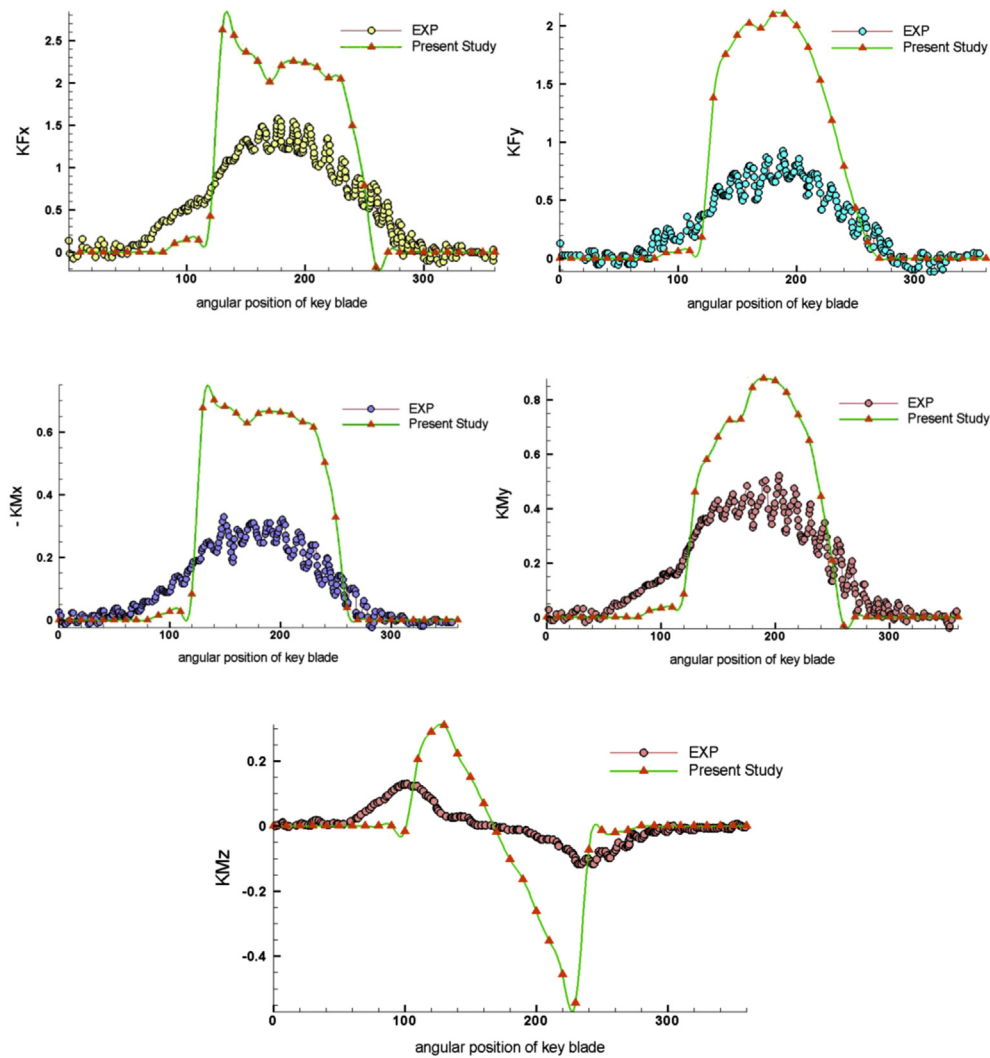 EXP
Present Study
2.5
2
1.5
1
0.5
0
KFx
100
200
300
angular position of key blade
EXP
Present Study
2
1.5
1
0.5
0
KFy
0
100
200
300
angular position of key blade
EXP
Present Study
0.6
0.4
0.2
0
- KMx
0
100
200
300
angular position of key blade
EXP
Present Study
0.8
0.6
0.4
0.2
0
KMy
0
100
200
300
angular position of key blade
EXP
Present Study
0.2
0
-0.2
-0.4
KMz
0
100
200
300
angular position of key blade